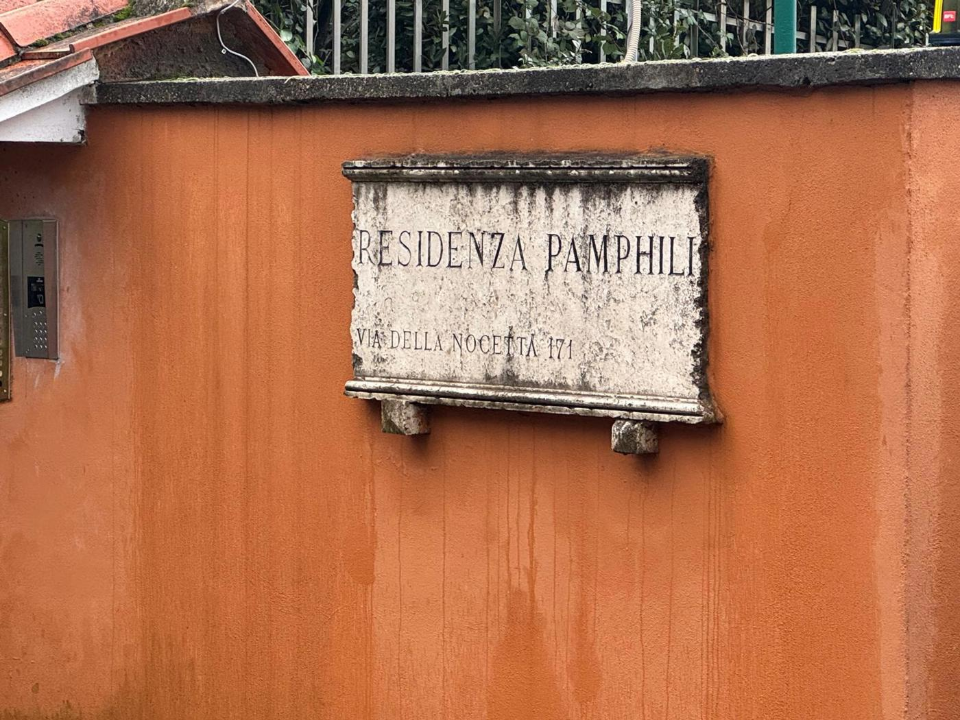 RESIDENZA PAMPHILI
VIA DELLA NOCETTA 171